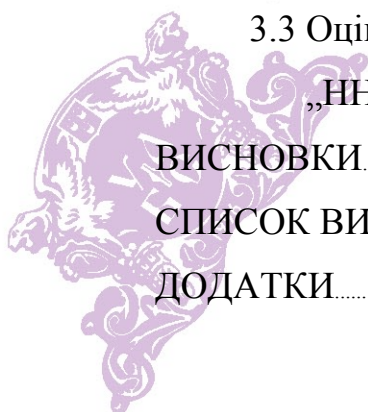 3.3 Оці
„НН
ВИСНОВКИ.
СПИСОК ВИ
ДОДАТКИ......